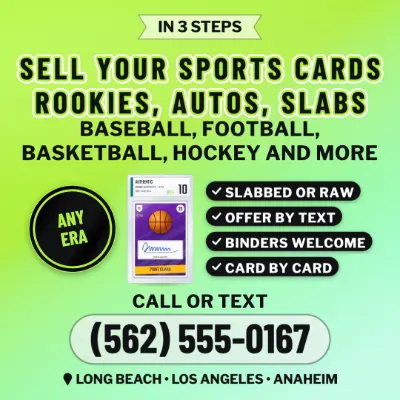 IN 3 STEPS
SELL YOUR SPORTS CARDS
ROOKIES, AUTOS, SLABS
BASEBALL, FOOTBALL,
BASKETBALL, HOCKEY AND MORE
ANY
ERA
AUTHENTIC
10
SLABBED OR RAW
OFFER BY TEXT
BINDERS WELCOME
CARD BY CARD
CALL OR TEXT
(562) 555-0167
LONG BEACH • LOS ANGELES • ANAHEIM